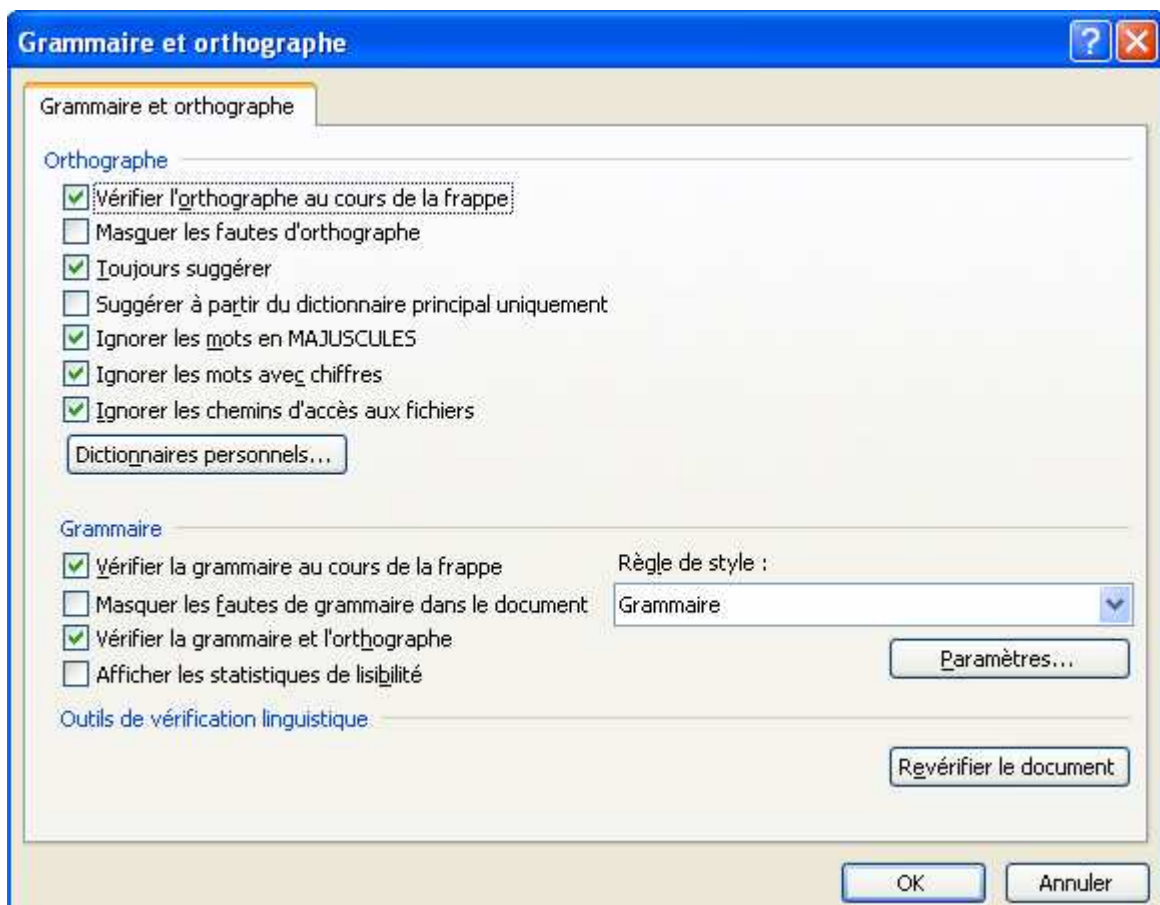 Grammaire et orthographe
Grammaire et orthographe
Orthographe
Vérifier l'orthographe au cours de la frappe
Masquer les fautes d'orthographe
Toujours suggérer
Suggérer à partir du dictionnaire principal uniquement
Ignorer les mots en MAJUSCULES
Ignorer les mots avec chiffres
Ignorer les chemins d'accès aux fichiers
Dictionnaires personnels...
Grammaire
Vérifier la grammaire au cours de la frappe
Règle de style :
Masquer les fautes de grammaire dans le document
Grammaire
Vérifier la grammaire et l'orthographe
Paramètres...
Afficher les statistiques de lisibilité
Outils de vérification linguistique
Revérifier le document
OK
Annuler